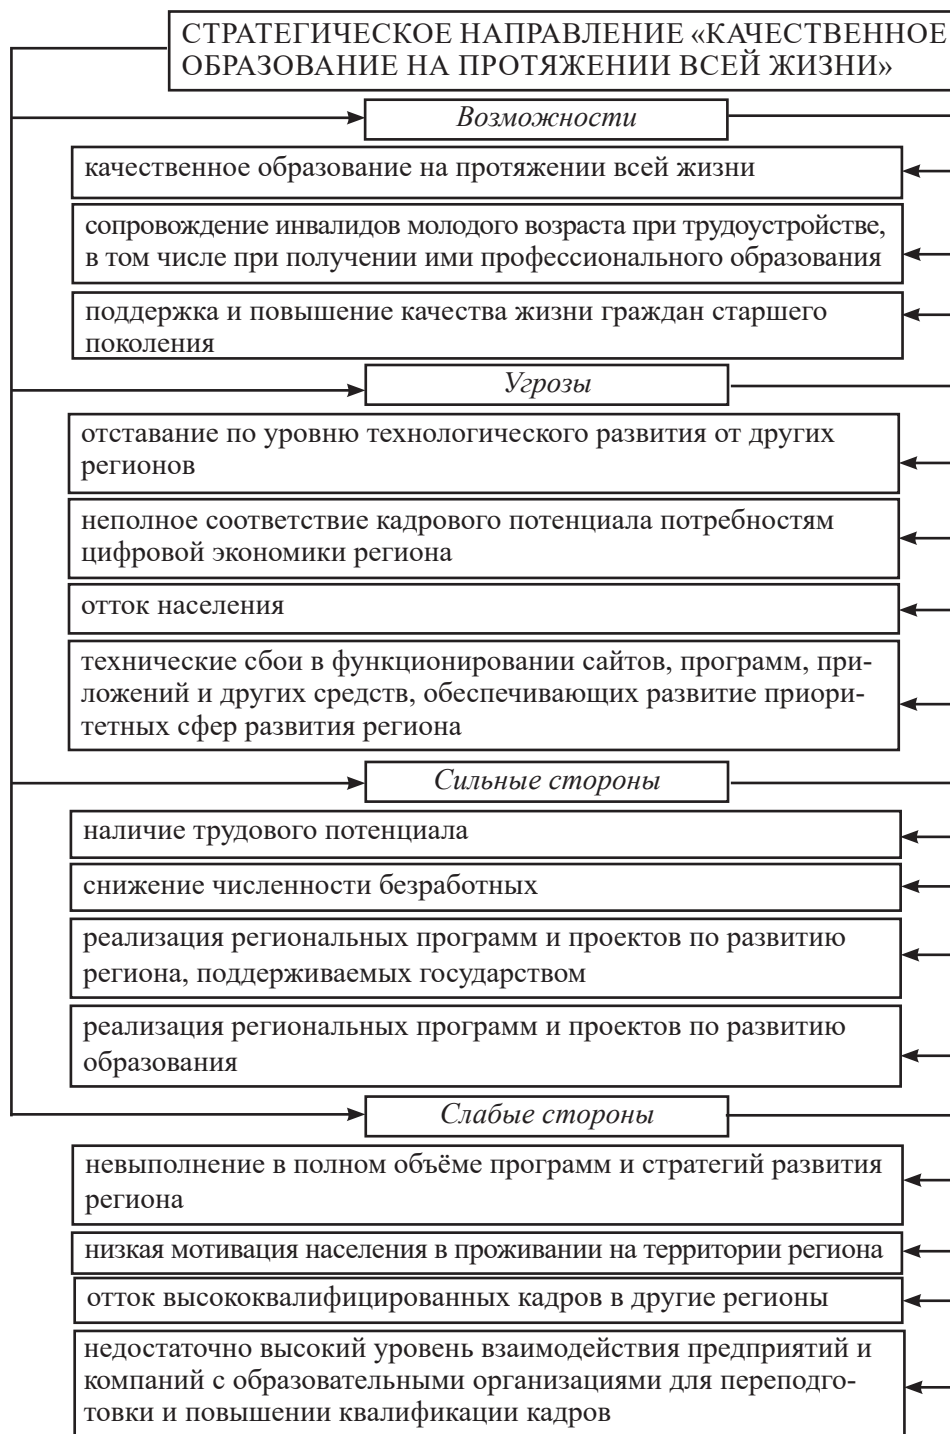 СТРАТЕГИЧЕСКОЕ НАПРАВЛЕНИЕ «КАЧЕСТВЕННОЕ
ОБРАЗОВАНИЕ НА ПРОТЯЖЕНИИ ВСЕЙ ЖИЗНИ»
Возможности
качественное образование на протяжении всей жизни
сопровождение инвалидов молодого возраста при трудоустройстве,
в том числе при получении ими профессионального образования
поддержка и повышение качества жизни граждан старшего
поколения
Угрозы
отставание по уровню технологического развития от других
регионов
неполное соответствие кадрового потенциала потребностям
цифровой экономики региона
отток населения
технические сбои в функционировании сайтов, программ, при-
ложений и других средств, обеспечивающих развитие приори-
тетных сфер развития региона
Сильные стороны
наличие трудового потенциала
снижение численности безработных
реализация региональных программ и проектов по развитию
региона, поддерживаемых государством
реализация региональных программ и проектов по развитию
образования
Слабые стороны
невыполнение в полном объёме программ и стратегий развития
региона
низкая мотивация населения в проживании на территории региона
отток высококвалифицированных кадров в другие регионы
недостаточно высокий уровень взаимодействия предприятий и
компаний с образовательными организациями для переподго-
товки и повышении квалификации кадров